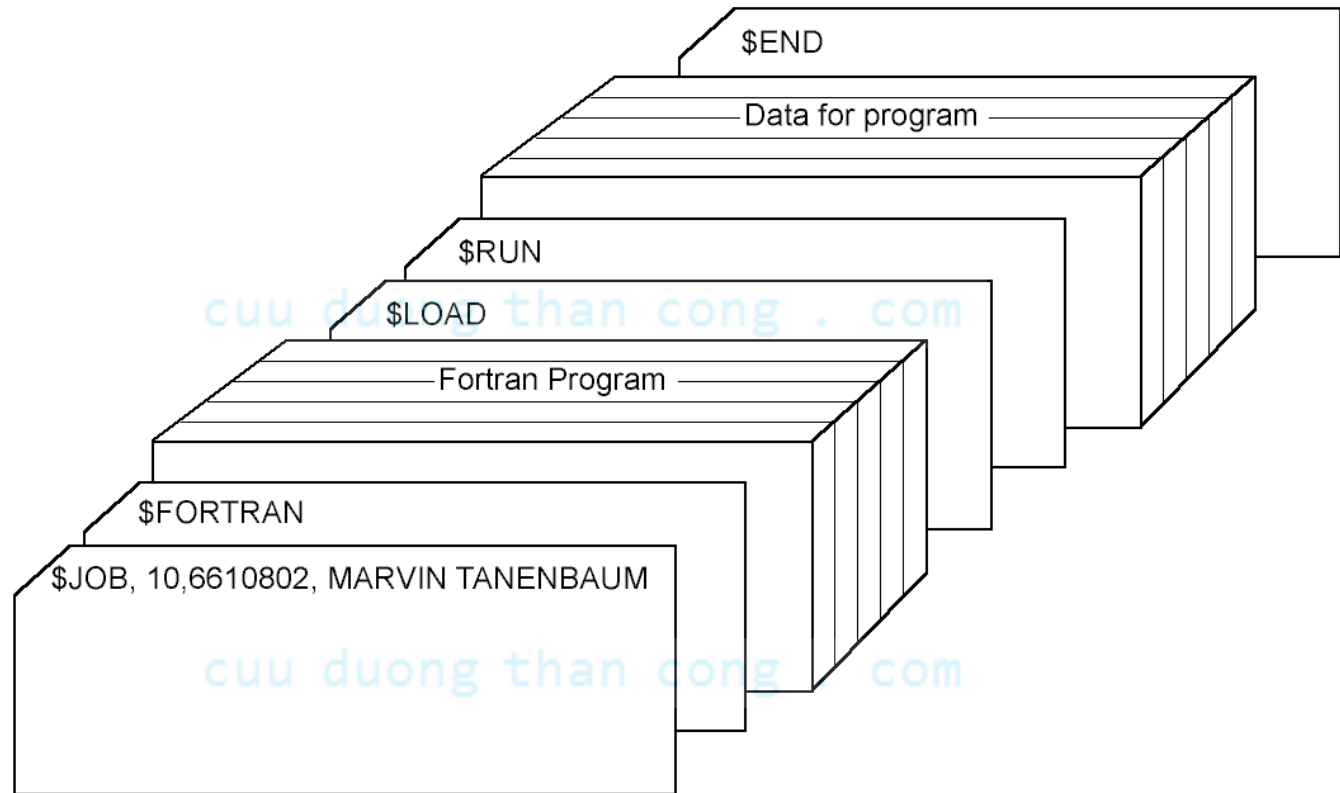 $END
Data for program
$RUN
cuu duong than cong . com
$LOAD
Fortran Program
$FORTRAN
$JOB, 10,6610802, MARVIN TANENBAUM
cuu duong than cong . com